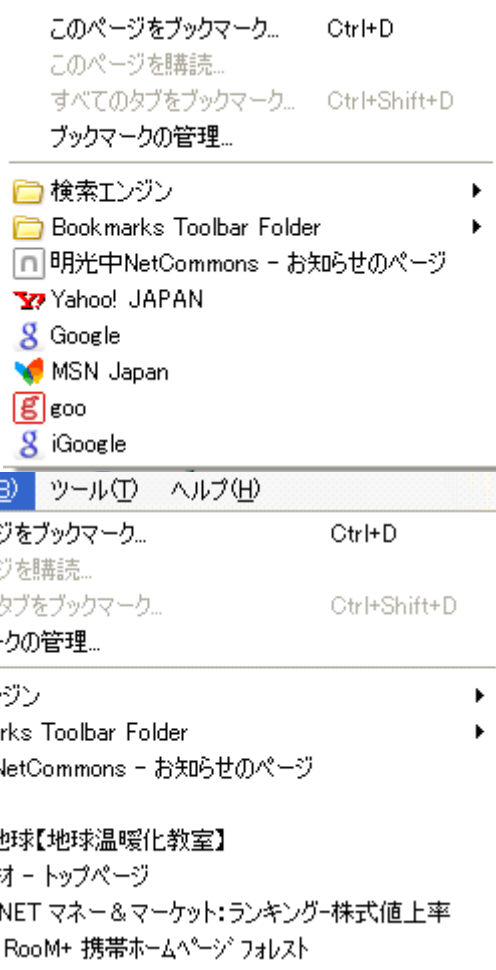 このページをブックマーク... Ctrl+D
このページを購読...
すべてのタブをブックマーク... Ctrl+Shift+D
ブックマークの管理...
検索エンジン
Bookmarks Toolbar Folder
明光中NetCommons - お知らせのページ
Yahoo! JAPAN
Google
MSN Japan
goo
iGoogle
B) ツール(T) ヘルプ(H)
ジをブックマーク... Ctrl+D
ジを購読...
タブをブックマーク... Ctrl+Shift+D
ークの管理...
ジン
rks Toolbar Folder
NetCommons - お知らせのページ
地球【地球温暖化教室】
オ - トップページ
NET マネー＆マーケット:ランキング-株式値上率
RooM+ 携帯ホームページ フォレスト